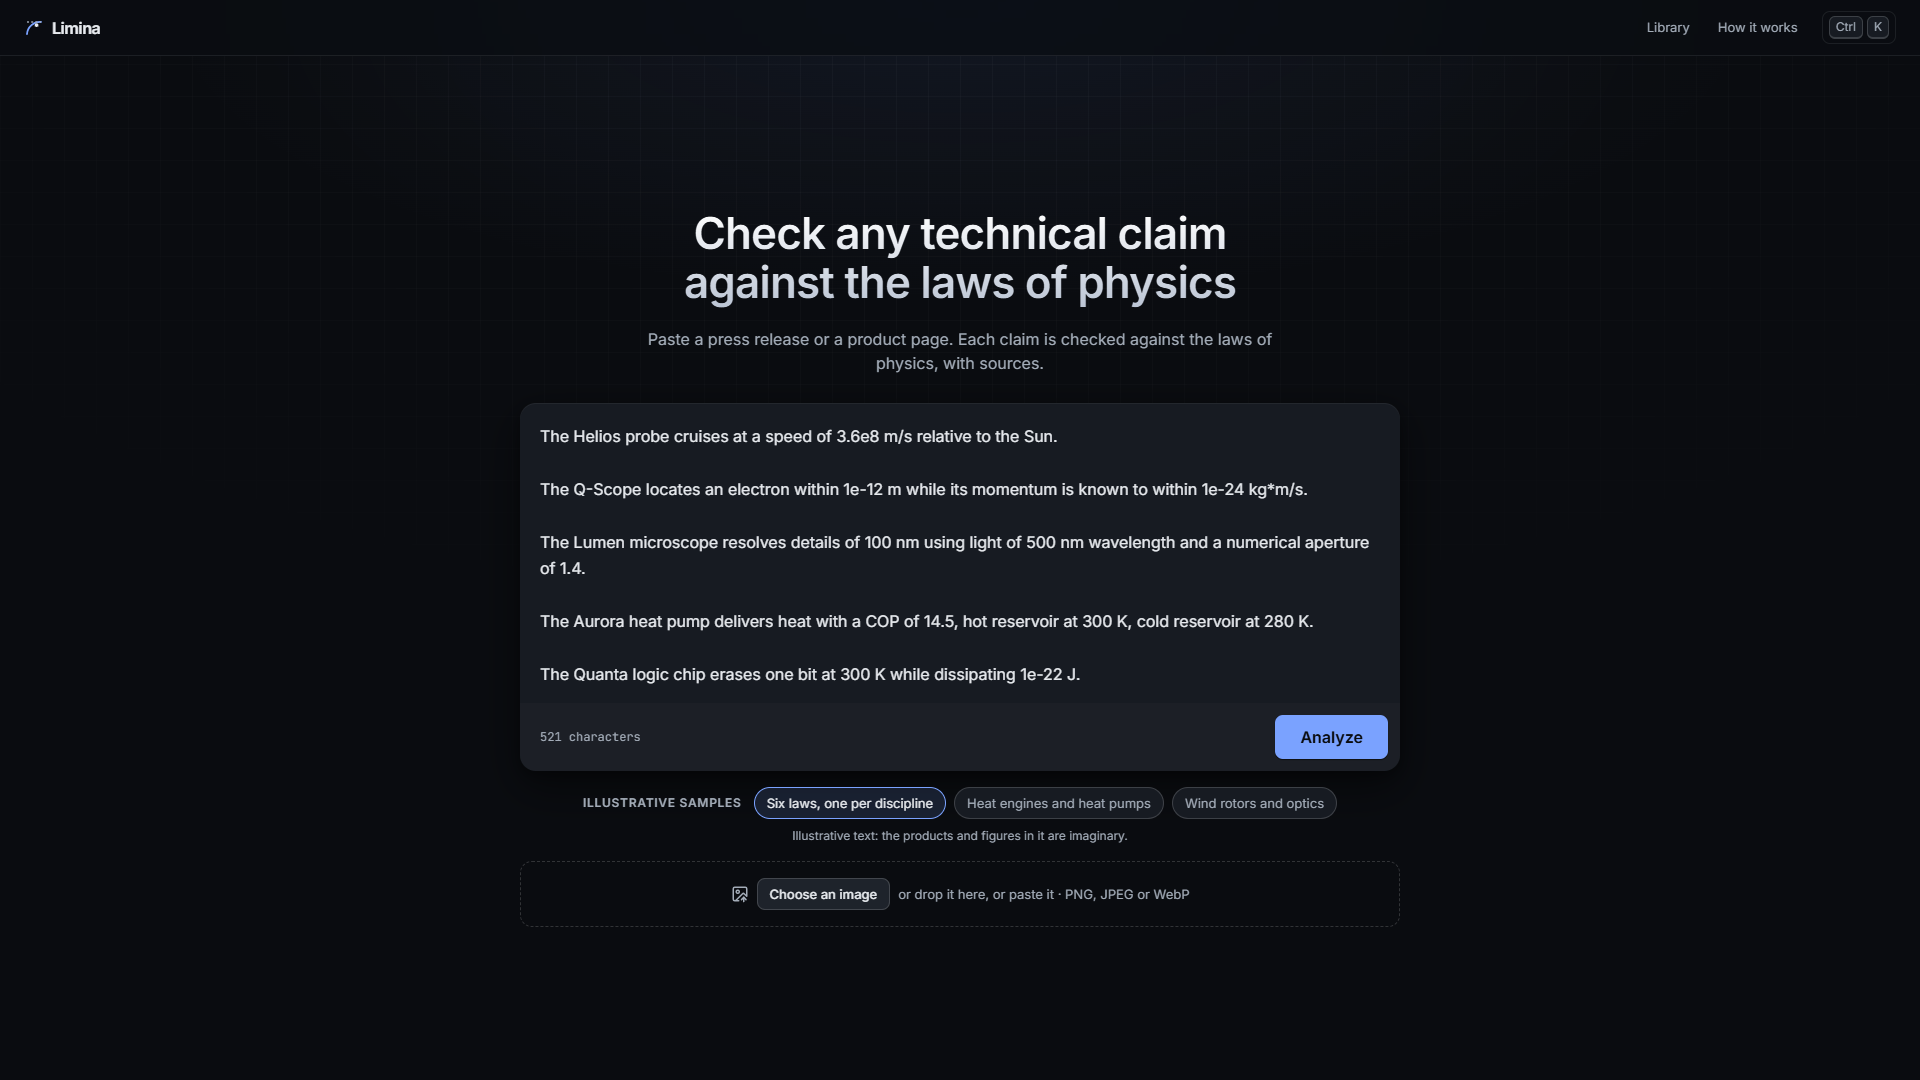 Limina
Library
How it works
Ctrl K
Check any technical claim
against the laws of physics
Paste a press release or a product page. Each claim is checked against the laws of
physics, with sources.
The Helios probe cruises at a speed of 3.6e8 m/s relative to the Sun.
The Q-Scope locates an electron within 1e-12 m while its momentum is known to within 1e-24 kg*m/s.
The Lumen microscope resolves details of 100 nm using light of 500 nm wavelength and a numerical aperture
of 1.4.
The Aurora heat pump delivers heat with a COP of 14.5, hot reservoir at 300 K, cold reservoir at 280 K.
The Quanta logic chip erases one bit at 300 K while dissipating 1e-22 J.
521 characters
Analyze
ILLUSTRATIVE SAMPLES
Six laws, one per discipline
Heat engines and heat pumps
Wind rotors and optics
Illustrative text: the products and figures in it are imaginary.
Choose an image
or drop it here, or paste it · PNG, JPEG or WebP